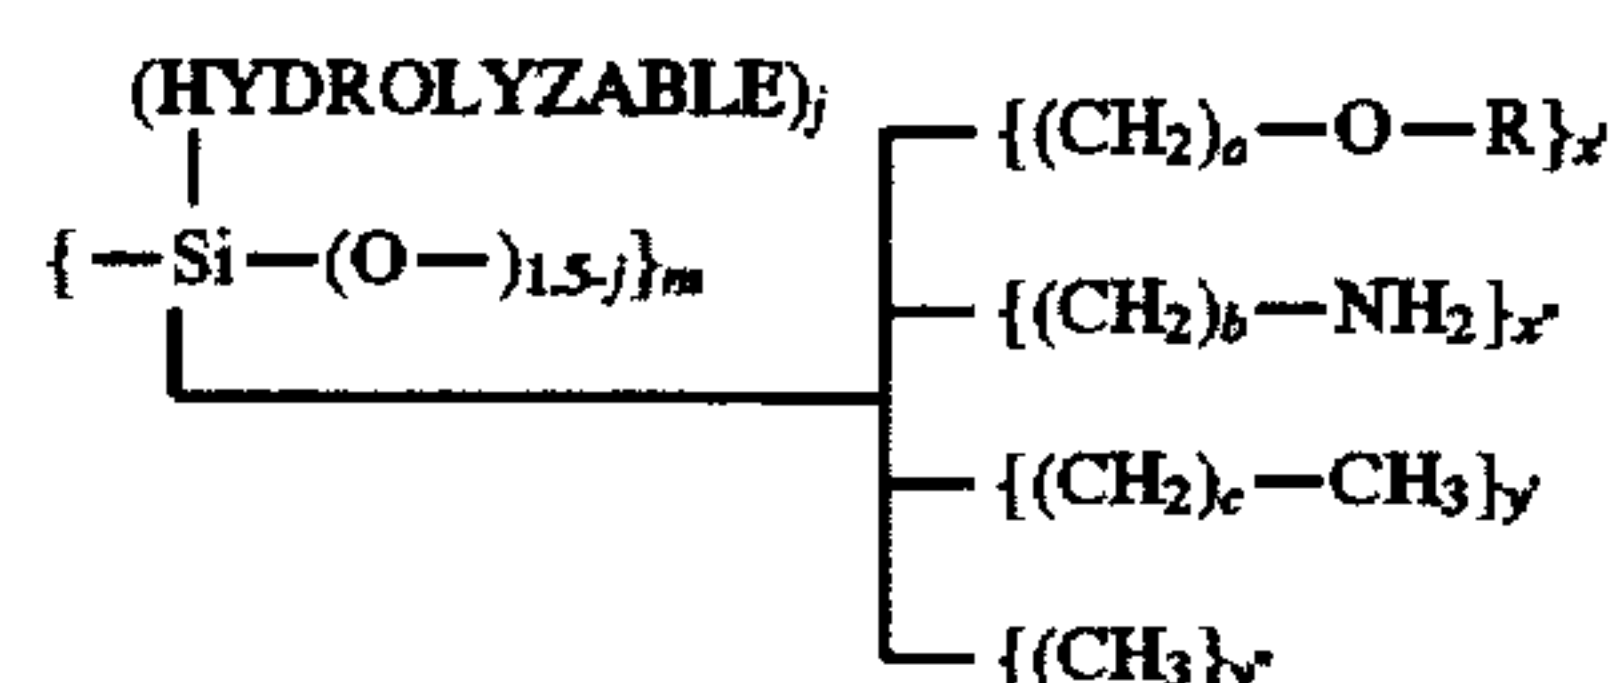 (HYDROLYZABLE)j
{(CH2)a—O—R}x'
{—Si—(O—)1.5-j}m
{(CH2)b—NH2}x"
{(CH2)c—CH3}y'
{(CH3}y"